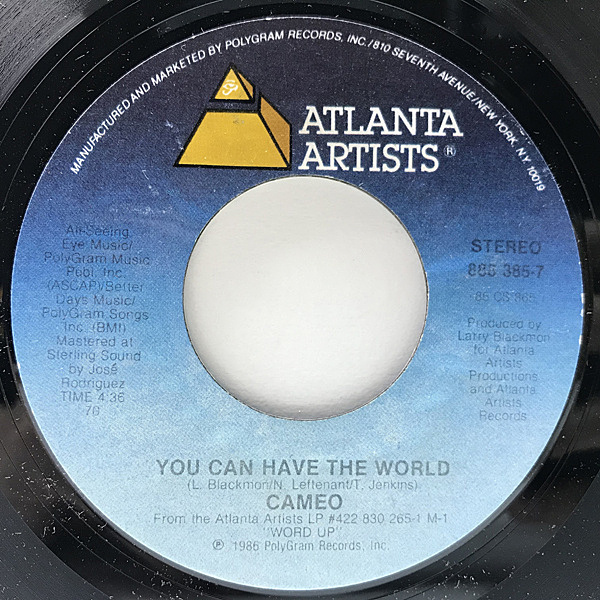 MANUFACTURED AND MARKETED BY POLYGRAM RECORDS, INC./810 SEVENTH AVENUE/NEW YORK, N.Y. 10019
ATLANTA
ARTISTS®
All-Seeing
Eye Music/
PolyGram Music
Publ. Inc.
(ASCAP)/Better
Days Music/
PolyGram Songs
Inc. (BMI)
Mastered at
Sterling Sound
by José
Rodriguez
TIME 4:36
70
STEREO
885 385-7
86 CS 365
Produced by
Larry Blackmon
for Atlanta
Artists
Productions
and Atlanta
Artists
Records
YOU CAN HAVE THE WORLD
(L. Blackmon/N. Leftenant/T. Jenkins)
CAMEO
From the Atlanta Artists LP #422 830 265-1 M-1
"WORD UP"
℗ 1986 PolyGram Records, Inc.